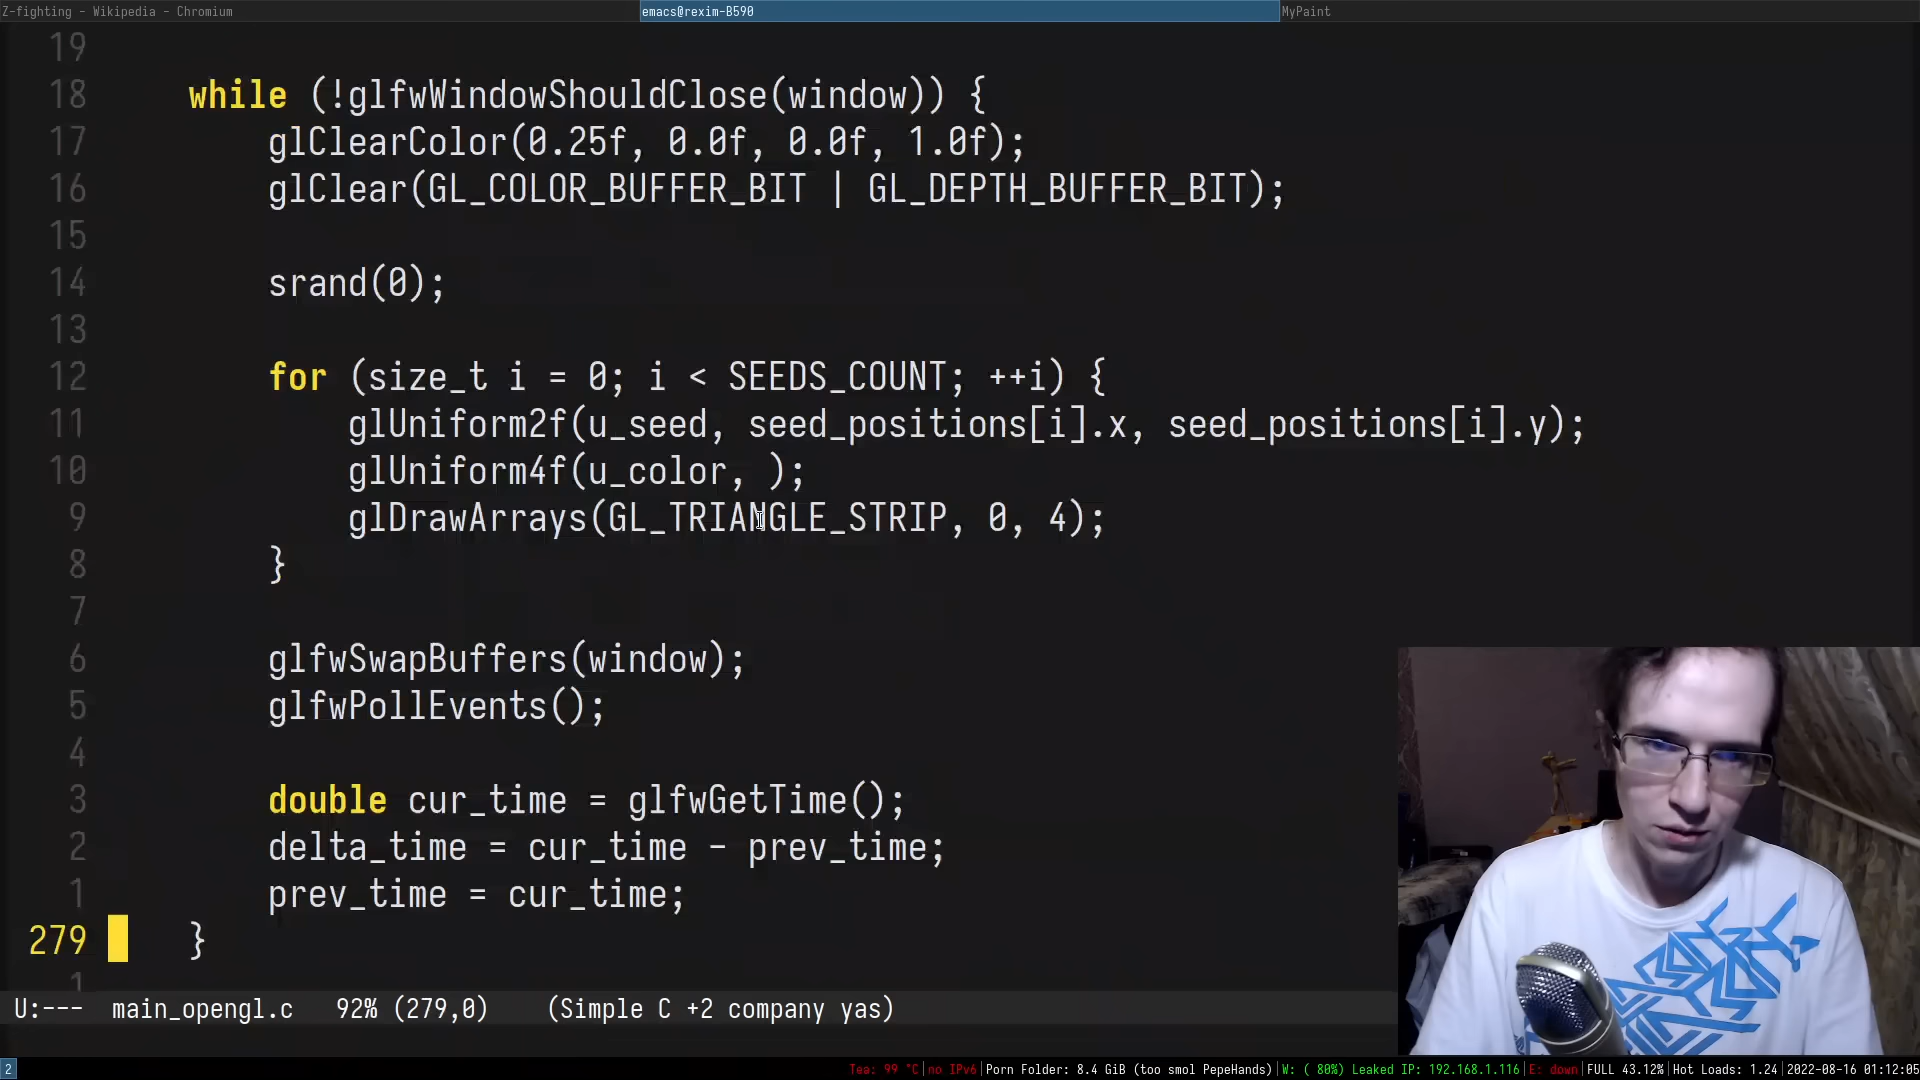 Z-fighting - Wikipedia - Chromium
emacs@rexim-B590
MyPaint
19
18 while (!glfwWindowShouldClose(window)) {
17 glClearColor(0.25f, 0.0f, 0.0f, 1.0f);
16 glClear(GL_COLOR_BUFFER_BIT | GL_DEPTH_BUFFER_BIT);
15
14 srand(0);
13
12 for (size_t i = 0; i < SEEDS_COUNT; ++i) {
11 glUniform2f(u_seed, seed_positions[i].x, seed_positions[i].y);
10 glUniform4f(u_color, );
9 glDrawArrays(GL_TRIANGLE_STRIP, 0, 4);
8 }
7
6 glfwSwapBuffers(window);
5 glfwPollEvents();
4
3 double cur_time = glfwGetTime();
2 delta_time = cur_time - prev_time;
1 prev_time = cur_time;
279 }
1
U:--- main_opengl.c 92% (279,0) (Simple C +2 company yas)
2 Tea: 99 °C|no IPv6|Porn Folder: 8.4 GiB (too smol PepeHands)|W: ( 80%) Leaked IP: 192.168.1.116|E: down|FULL 43.12%|Hot Loads: 1.24|2022-08-16 01:12:05